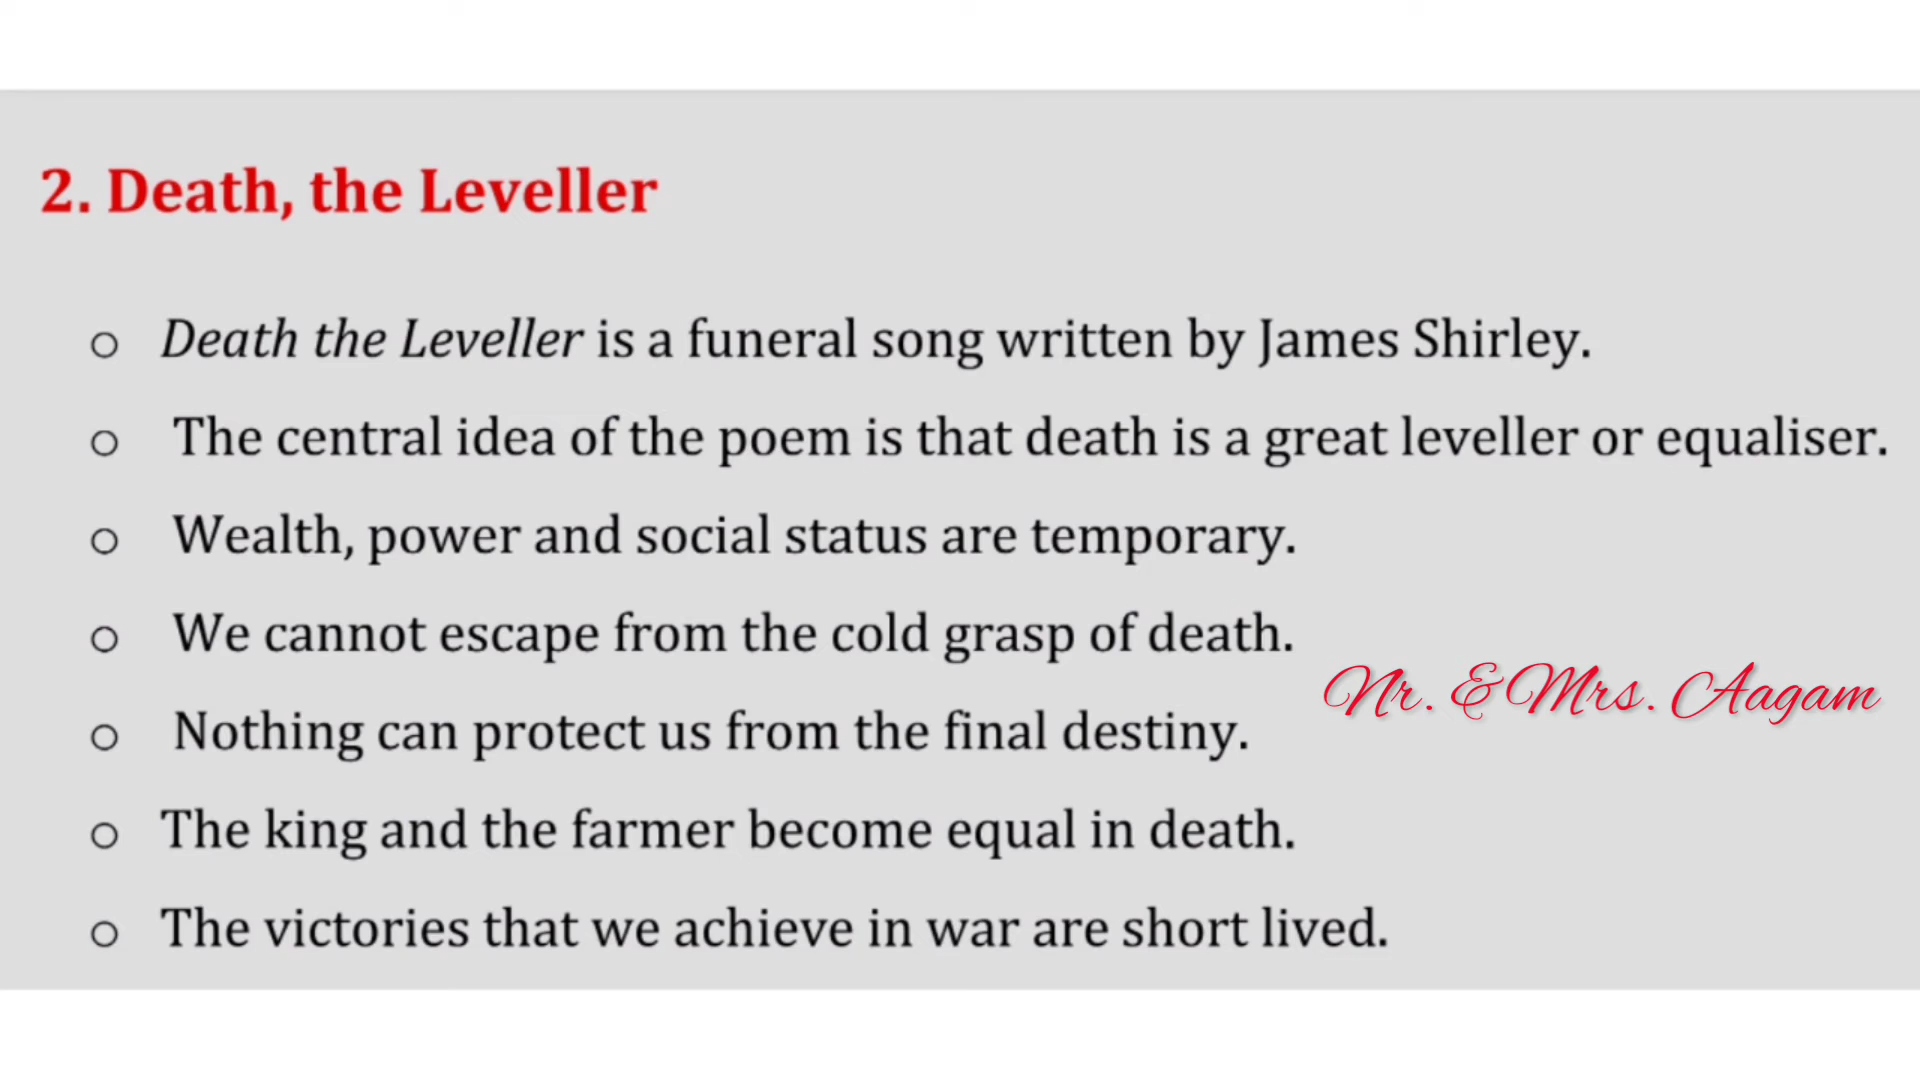 2. Death, the Leveller
o Death the Leveller is a funeral song written by James Shirley.
o The central idea of the poem is that death is a great leveller or equaliser.
o Wealth, power and social status are temporary.
o We cannot escape from the cold grasp of death.
Nr. & Mrs. Aagam
o Nothing can protect us from the final destiny.
o The king and the farmer become equal in death.
o The victories that we achieve in war are short lived.